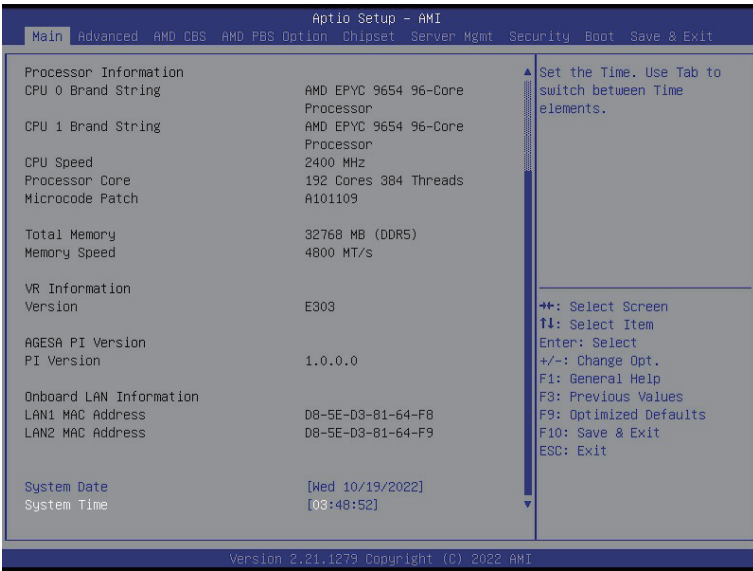 Aptio Setup – AMI
Main Advanced AMD CBS AMD PBS Option Chipset Server Mgmt Security Boot Save & Exit
Processor Information
CPU 0 Brand String AMD EPYC 9654 96-Core
Processor
CPU 1 Brand String AMD EPYC 9654 96-Core
Processor
CPU Speed 2400 MHz
Processor Core 192 Cores 384 Threads
Microcode Patch A101109
Total Memory 32768 MB (DDR5)
Memory Speed 4800 MT/s
VR Information
Version E303
AGESA PI Version
PI Version 1.0.0.0
Onboard LAN Information
LAN1 MAC Address D8-5E-D3-81-64-F8
LAN2 MAC Address D8-5E-D3-81-64-F9
System Date [Wed 10/19/2022]
System Time [03:48:52]
Set the Time. Use Tab to
switch between Time
elements.
→←: Select Screen
↑↓: Select Item
Enter: Select
+/-: Change Opt.
F1: General Help
F3: Previous Values
F9: Optimized Defaults
F10: Save & Exit
ESC: Exit
Version 2.21.1279 Copyright (C) 2022 AMI